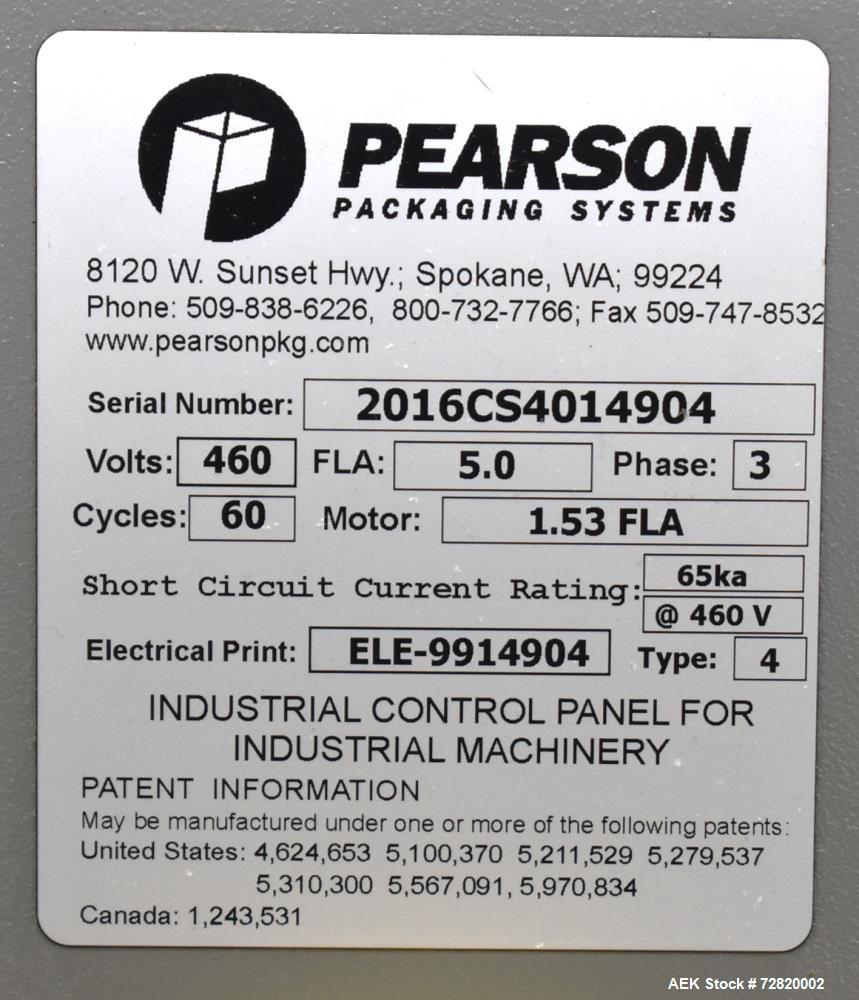 PEARSON
PACKAGING SYSTEMS
8120 W. Sunset Hwy.; Spokane, WA; 99224
Phone: 509-838-6226, 800-732-7766; Fax 509-747-8532
www.pearsonpkg.com
Serial Number: 2016CS4014904
Volts: 460 FLA: 5.0 Phase: 3
Cycles: 60 Motor: 1.53 FLA
Short Circuit Current Rating: 65ka
@ 460 V
Electrical Print: ELE-9914904 Type: 4
INDUSTRIAL CONTROL PANEL FOR
INDUSTRIAL MACHINERY
PATENT INFORMATION
May be manufactured under one or more of the following patents:
United States: 4,624,653 5,100,370 5,211,529 5,279,537
5,310,300 5,567,091, 5,970,834
Canada: 1,243,531
AEK Stock # 72820002